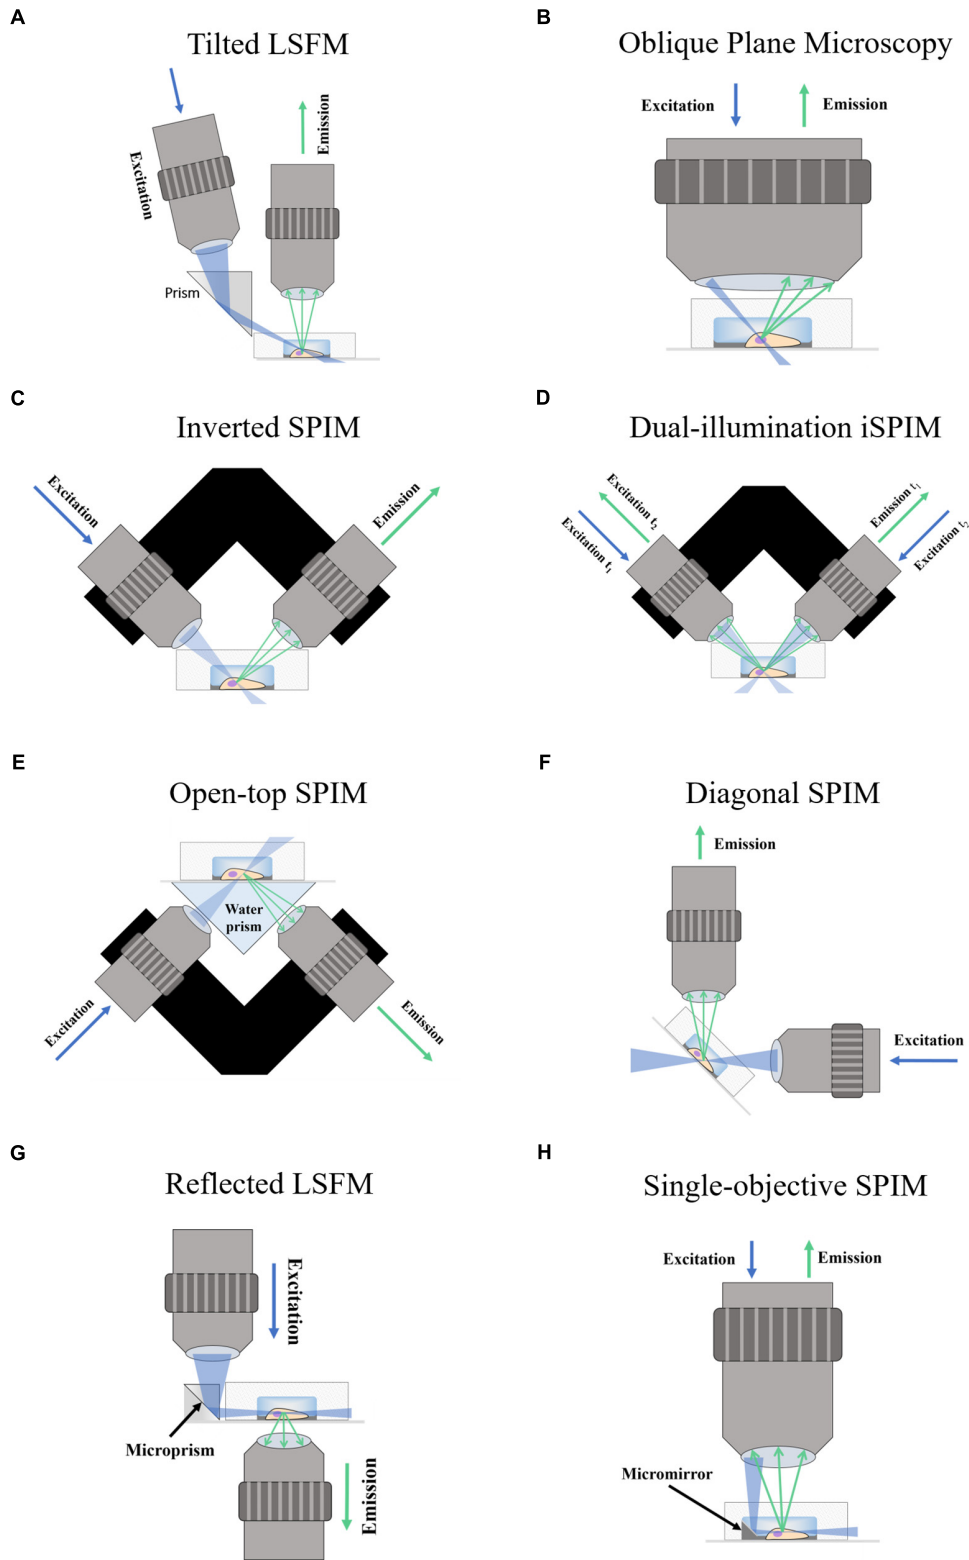 A
Tilted LSFM
Excitation
Emission
Prism
B
Oblique Plane Microscopy
Excitation
Emission
C
Inverted SPIM
Excitation
Emission
D
Dual-illumination iSPIM
Excitation t2
Excitation t1
Emission t1
Excitation t2
E
Open-top SPIM
Water
prism
Excitation
Emission
F
Diagonal SPIM
Emission
Excitation
G
Reflected LSFM
Excitation
Microprism
Emission
H
Single-objective SPIM
Excitation
Emission
Micromirror